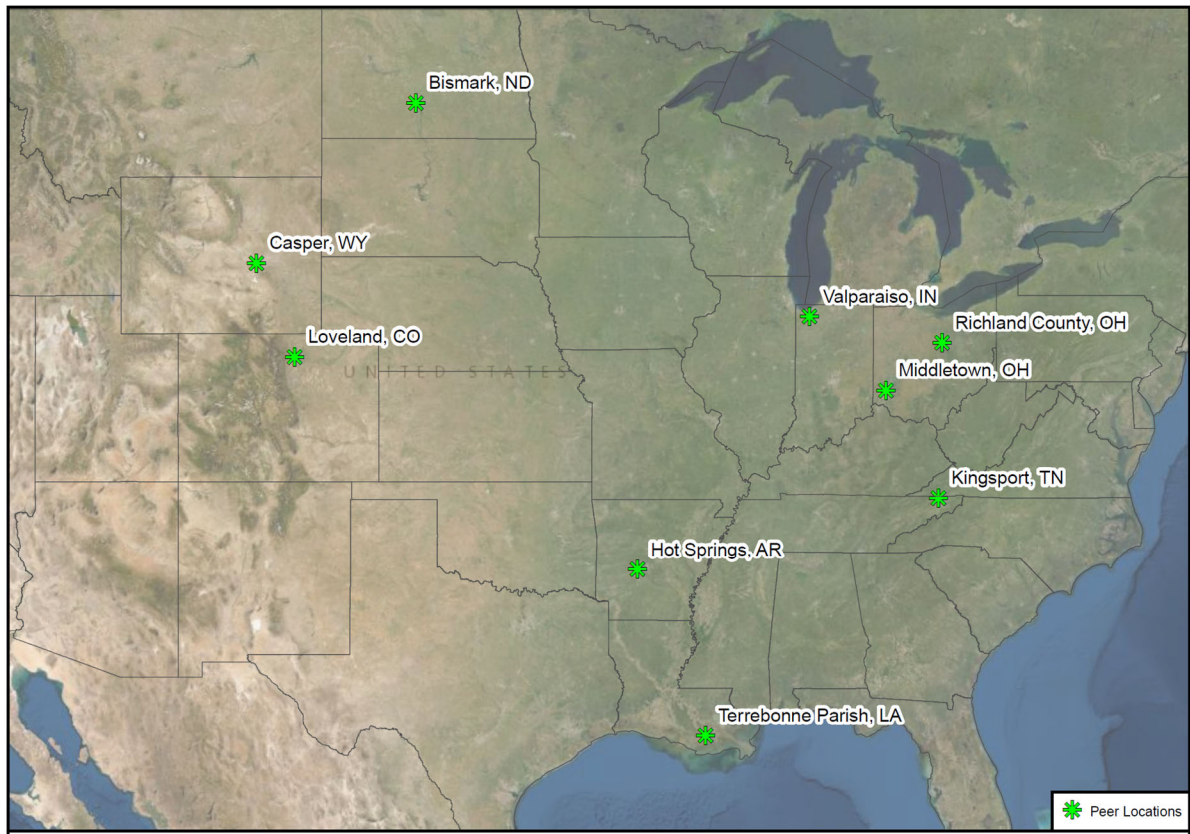 Bismark, ND
Casper, WY
Valparaiso, IN
Richland County, OH
Loveland, CO
UNITED STATES
Middletown, OH
Kingsport, TN
Hot Springs, AR
Terrebonne Parish, LA
Peer Locations